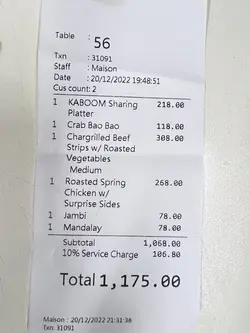 Table : 56
Txn : 31091
Staff : Maison
Date : 20/12/2022 19:48:51
Cus count: 2
1 KABOOM Sharing 218.00
Platter
1 Crab Bao Bao 118.00
1 Chargrilled Beef 308.00
Strips w/ Roasted
Vegetables
Medium
1 Roasted Spring 268.00
Chicken w/
Surprise Sides
1 Jambi 78.00
1 Mandalay 78.00
Subtotal 1,068.00
10% Service Charge 106.80
Total 1,175.00
Maison : 20/12/2022 21:31:38
Txn: 31091